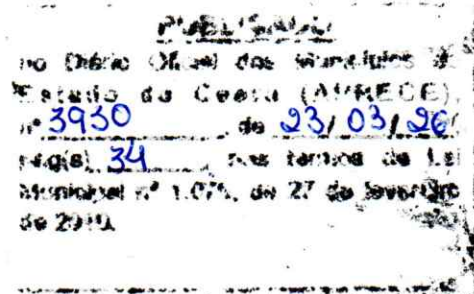 PUBLICADO
no Diário Oficial dos Municípios do
Estado do Ceará (APRECE),
nº 3930 de 23/03/26
pág(s) 34 nos termos da Lei
Municipal nº 1.075, de 27 de fevereiro
de 2010.